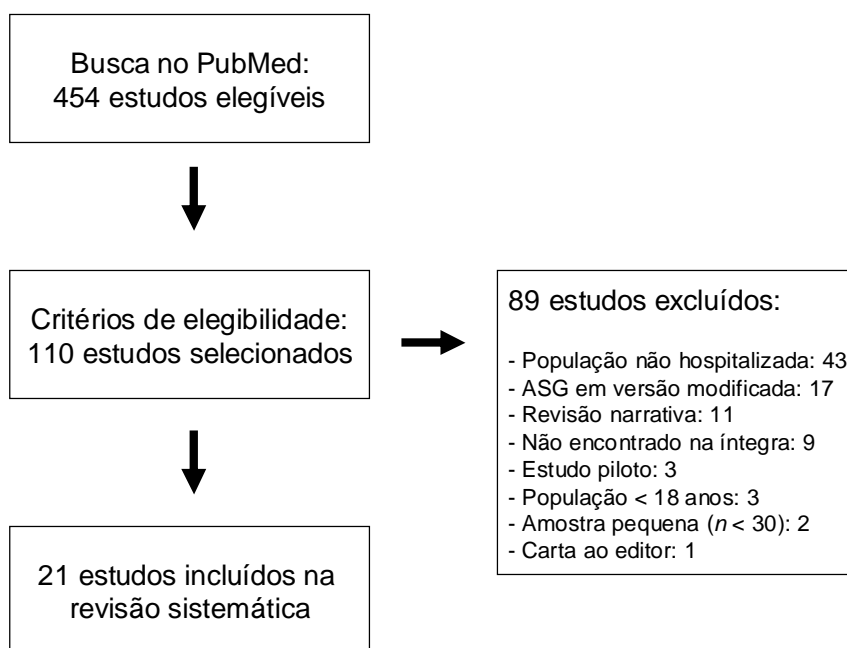 Busca no PubMed:
454 estudos elegíveis
Critérios de elegibilidade:
110 estudos selecionados
89 estudos excluídos:
- População não hospitalizada: 43
- ASG em versão modificada: 17
- Revisão narrativa: 11
- Não encontrado na íntegra: 9
- Estudo piloto: 3
- População < 18 anos: 3
- Amostra pequena (n < 30): 2
- Carta ao editor: 1
21 estudos incluídos na
revisão sistemática